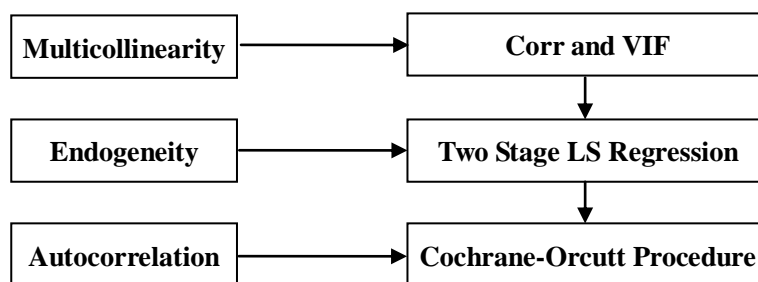 Multicollinearity
Corr and VIF
Endogeneity
Two Stage LS Regression
Autocorrelation
Cochrane-Orcutt Procedure